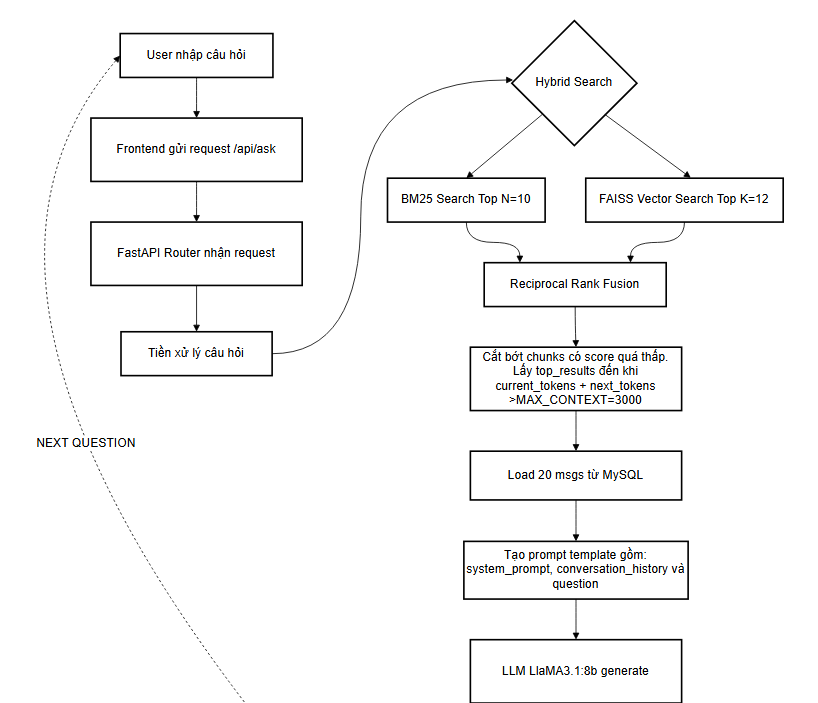 User nhập câu hỏi
Frontend gửi request /api/ask
FastAPI Router nhận request
Tiền xử lý câu hỏi
NEXT QUESTION
Hybrid Search
BM25 Search Top N=10
FAISS Vector Search Top K=12
Reciprocal Rank Fusion
Cắt bớt chunks có score quá thấp.
Lấy top_results đến khi
current_tokens + next_tokens
>MAX_CONTEXT=3000
Load 20 msgs từ MySQL
Tạo prompt template gồm:
system_prompt, conversation_history và
question
LLM LlaMA3.1:8b generate